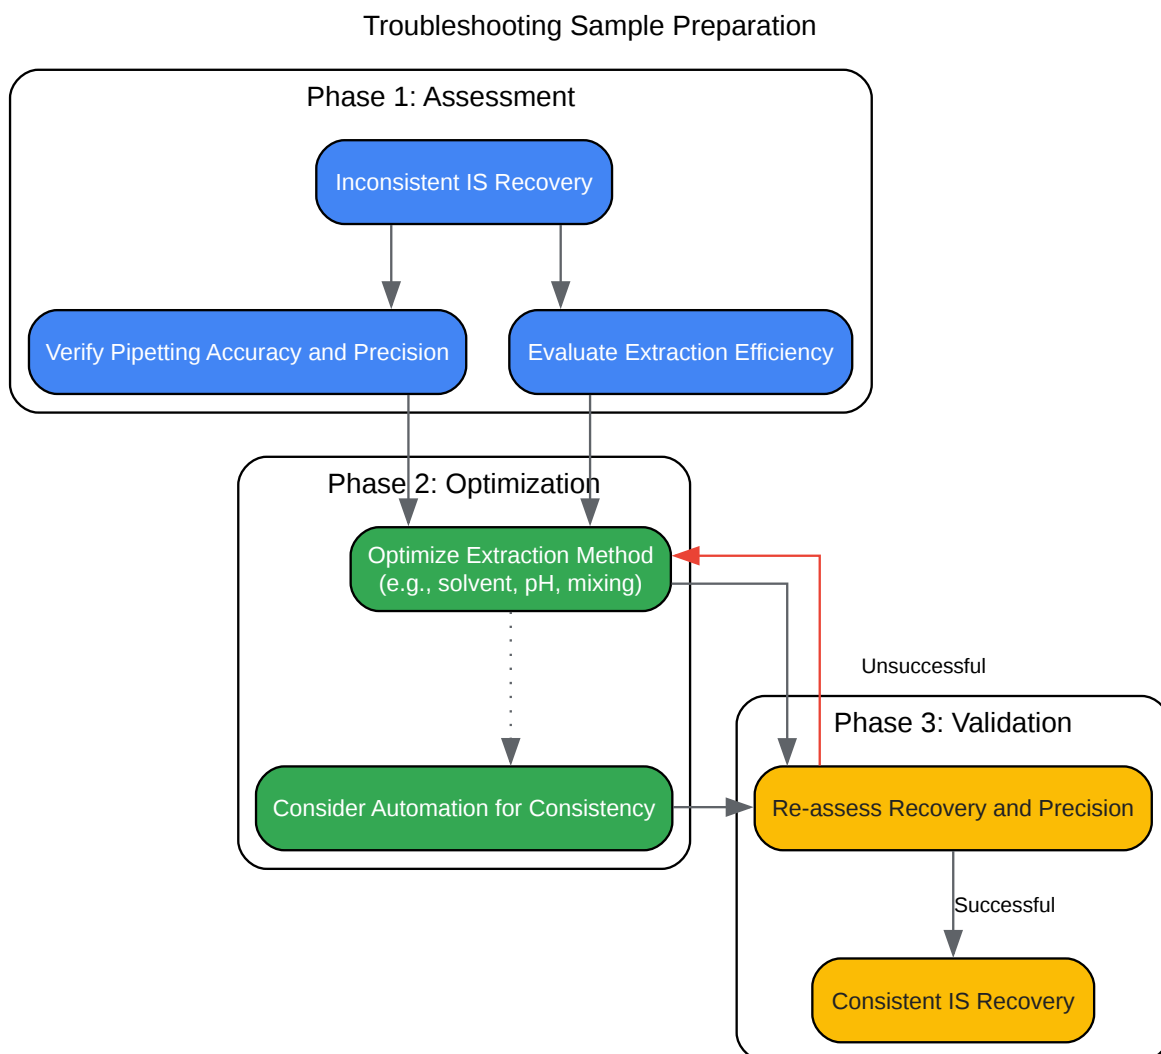 Troubleshooting Sample Preparation
Phase 1: Assessment
Inconsistent IS Recovery
Verify Pipetting Accuracy and Precision
Evaluate Extraction Efficiency
Phase 2: Optimization
Optimize Extraction Method
(e.g., solvent, pH, mixing)
Unsuccessful
Phase 3: Validation
Consider Automation for Consistency
Re-assess Recovery and Precision
Successful
Consistent IS Recovery